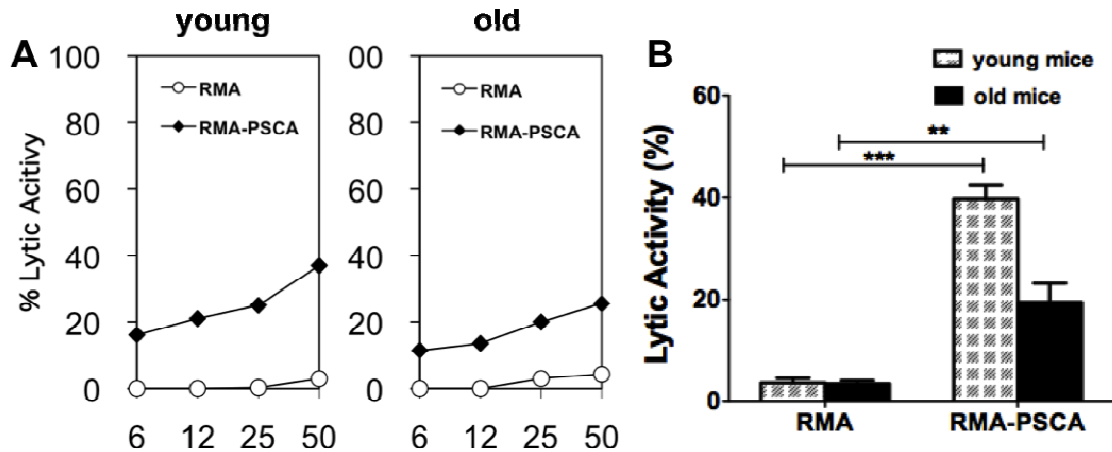 young
old
A
% Lytic Acitivy
100
80
60
40
20
0
RMA
RMA-PSCA
6 12 25 50
00
80
60
00
20
0
RMA
RMA-PSCA
6 12 25 50
B
young mice
old mice
Lytic Activity (%)
60
40
20
0
***
**
RMA
RMA-PSCA